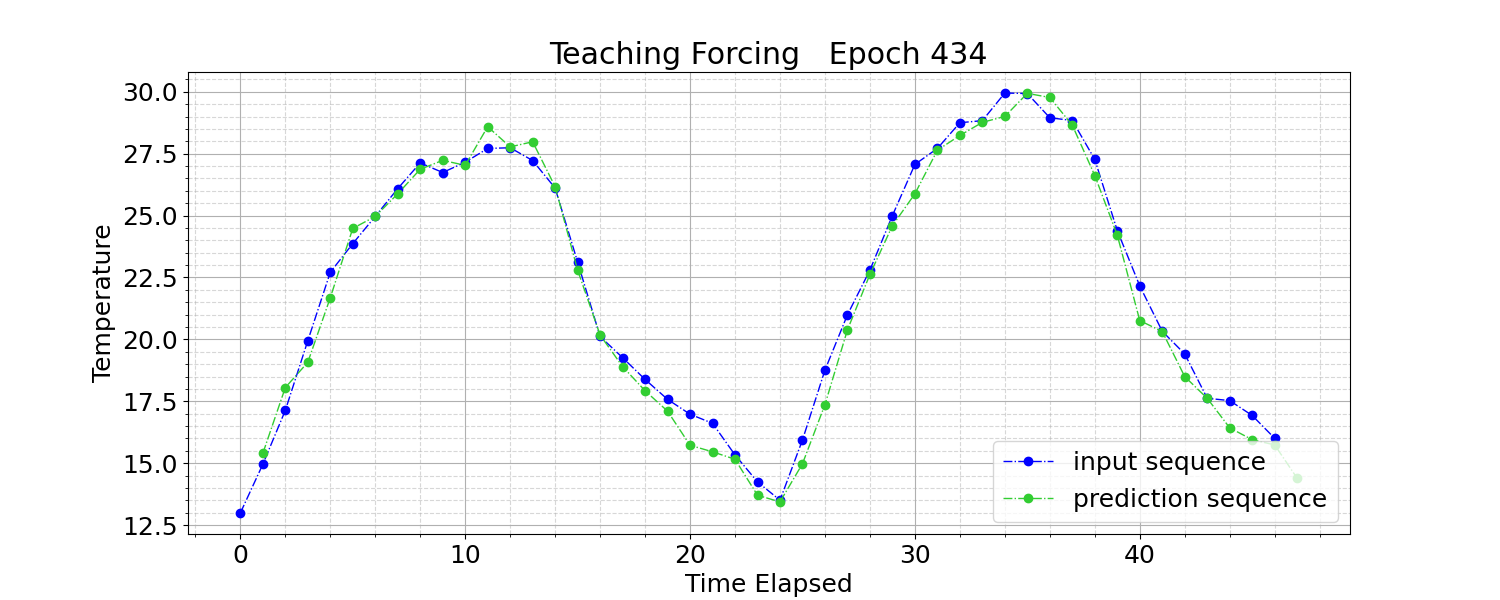 Teaching Forcing   Epoch 434
30.0
27.5
25.0
22.5
20.0
17.5
15.0
12.5
Temperature
input sequence
prediction sequence
0 10 20 30 40
Time Elapsed